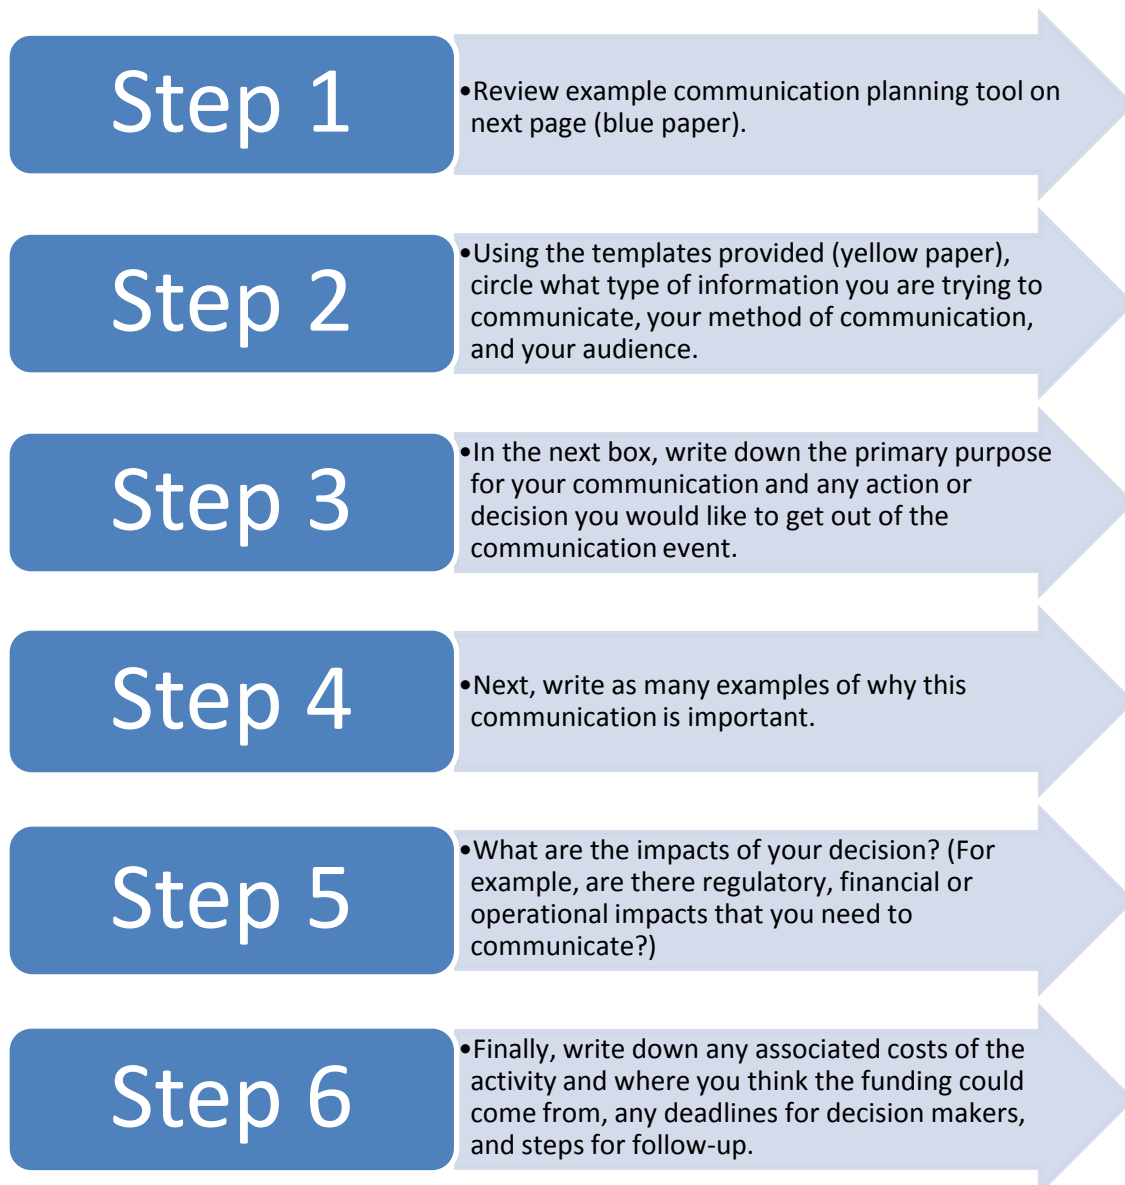 Step 1
•Review example communication planning tool on
next page (blue paper).
Step 2
•Using the templates provided (yellow paper),
circle what type of information you are trying to
communicate, your method of communication,
and your audience.
Step 3
•In the next box, write down the primary purpose
for your communication and any action or
decision you would like to get out of the
communication event.
Step 4
•Next, write as many examples of why this
communication is important.
Step 5
•What are the impacts of your decision? (For
example, are there regulatory, financial or
operational impacts that you need to
communicate?)
Step 6
•Finally, write down any associated costs of the
activity and where you think the funding could
come from, any deadlines for decision makers,
and steps for follow-up.